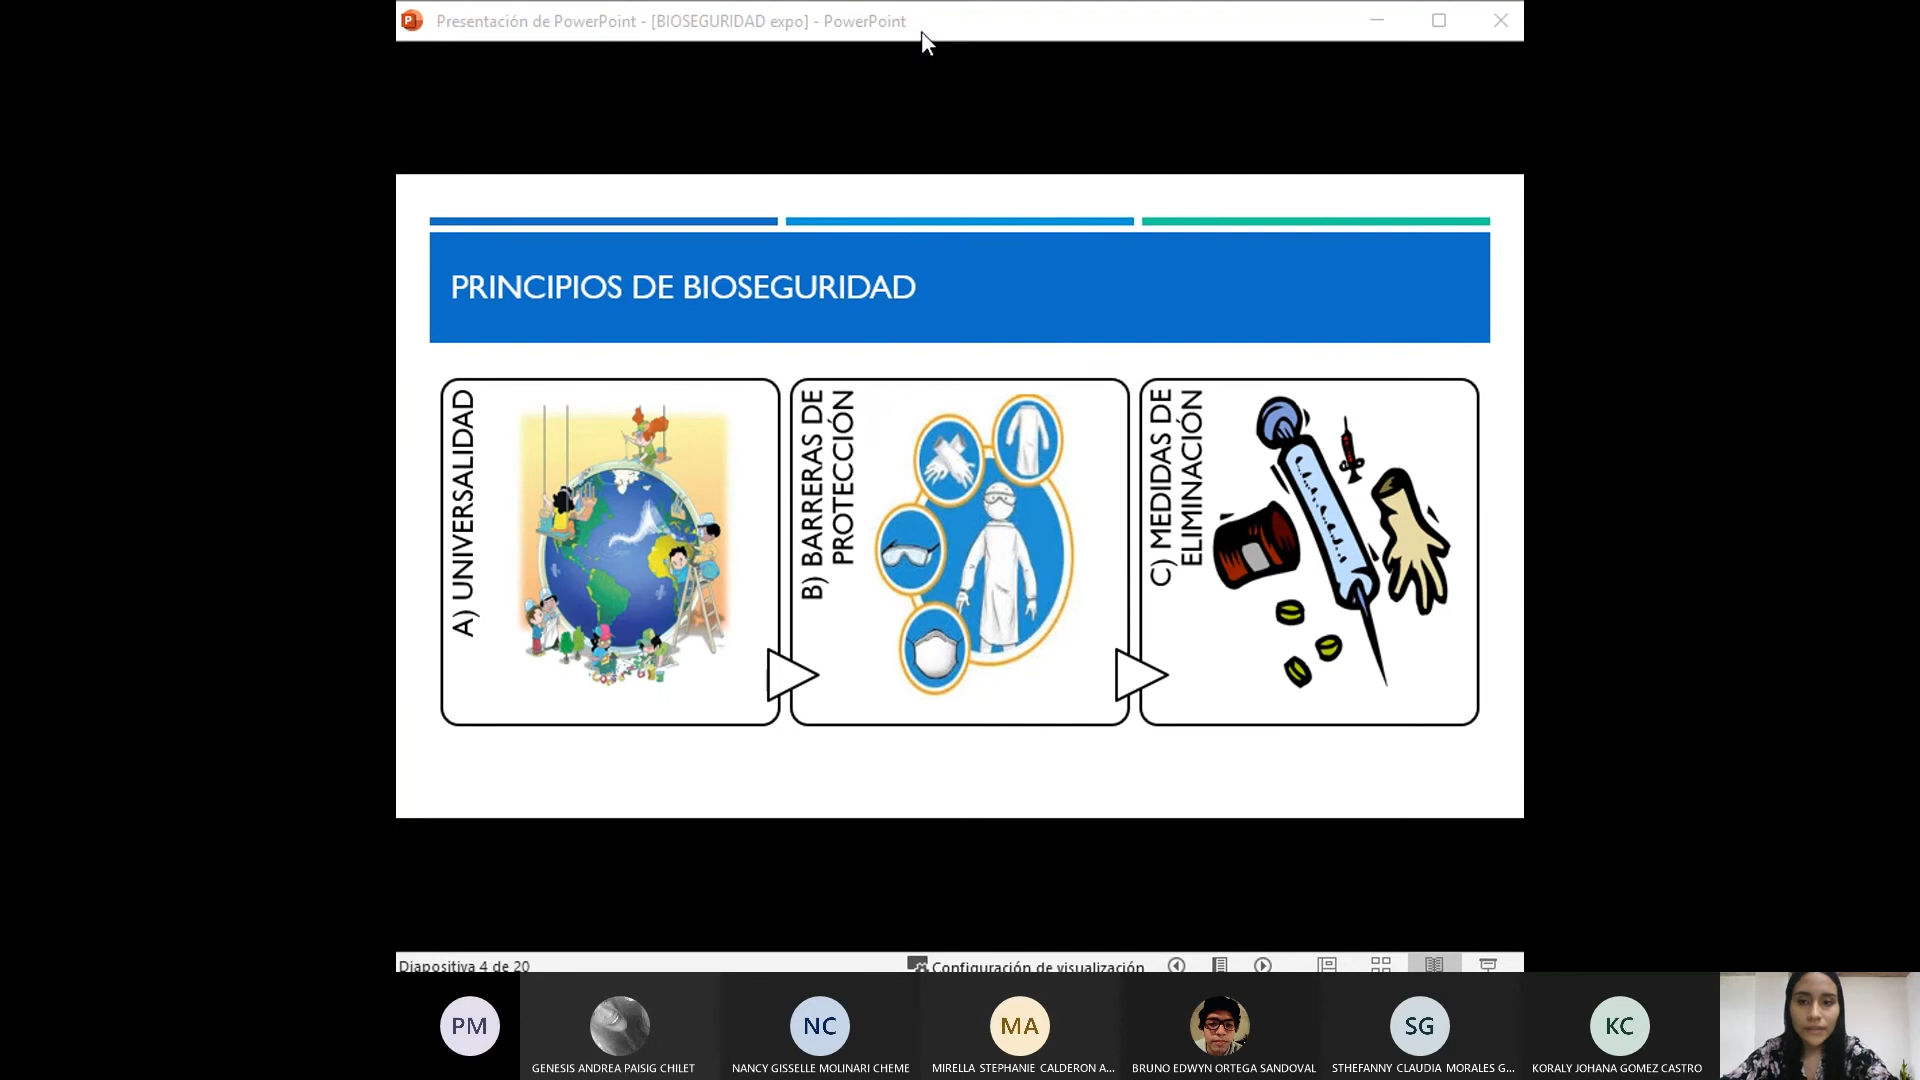 Presentación de PowerPoint - [BIOSEGURIDAD expo] - PowerPoint
PRINCIPIOS DE BIOSEGURIDAD
A) UNIVERSALIDAD
B) BARRERAS DE
PROTECCIÓN
C) MEDIDAS DE
ELIMINACIÓN
Diapositiva 4 de 20
Configuración de visualización
PM
NC
MA
SG
KC
GENESIS ANDREA PAISIG CHILET
NANCY GISSELLE MOLINARI CHEME
MIRELLA STEPHANIE CALDERON A...
BRUNO EDWYN ORTEGA SANDOVAL
STHEFANNY CLAUDIA MORALES G...
KORALY JOHANA GOMEZ CASTRO